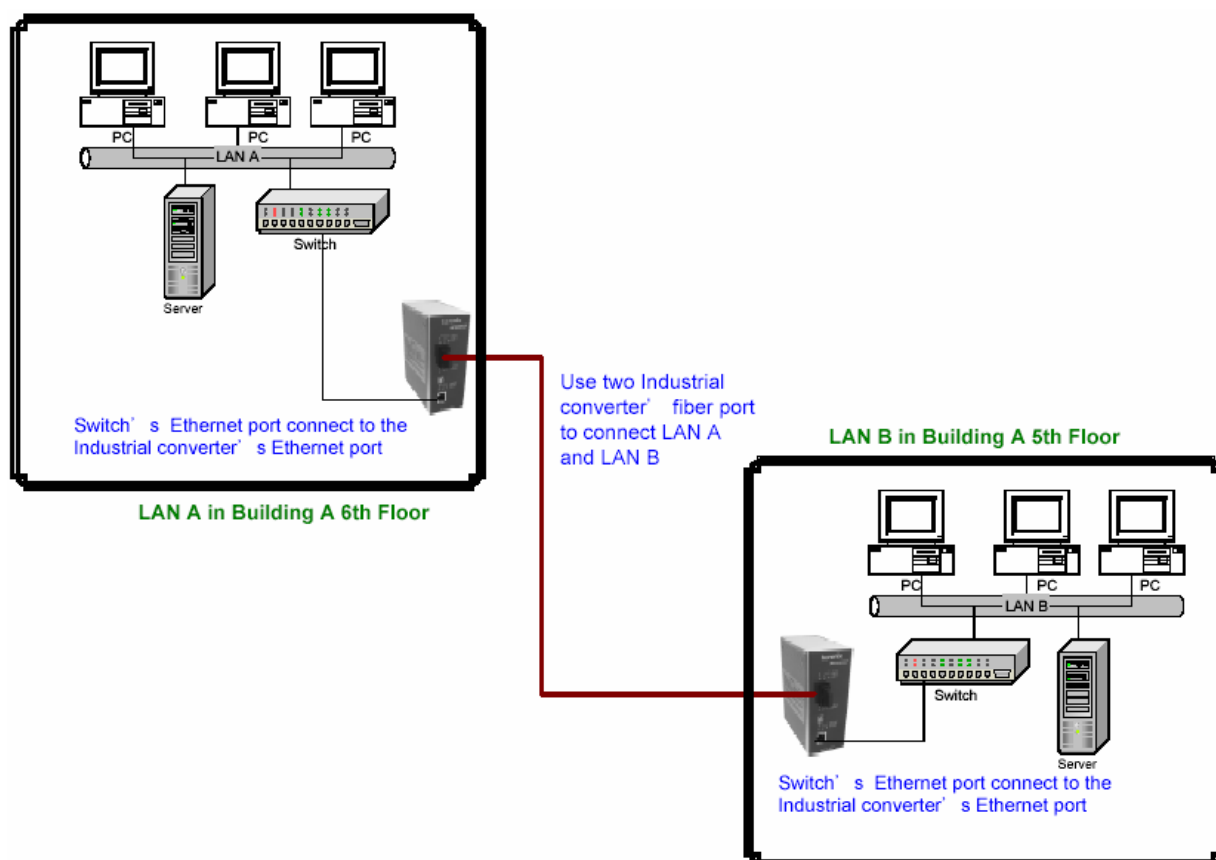 PC
PC
PC
LAN A
Switch
Server
Switch’ s Ethernet port connect to the
Industrial converter’ s Ethernet port
LAN A in Building A 6th Floor
Use two Industrial
converter’ fiber port
to connect LAN A
and LAN B
LAN B in Building A 5th Floor
PC
PC
PC
LAN B
Switch
Server
Switch’ s Ethernet port connect to the
Industrial converter’ s Ethernet port